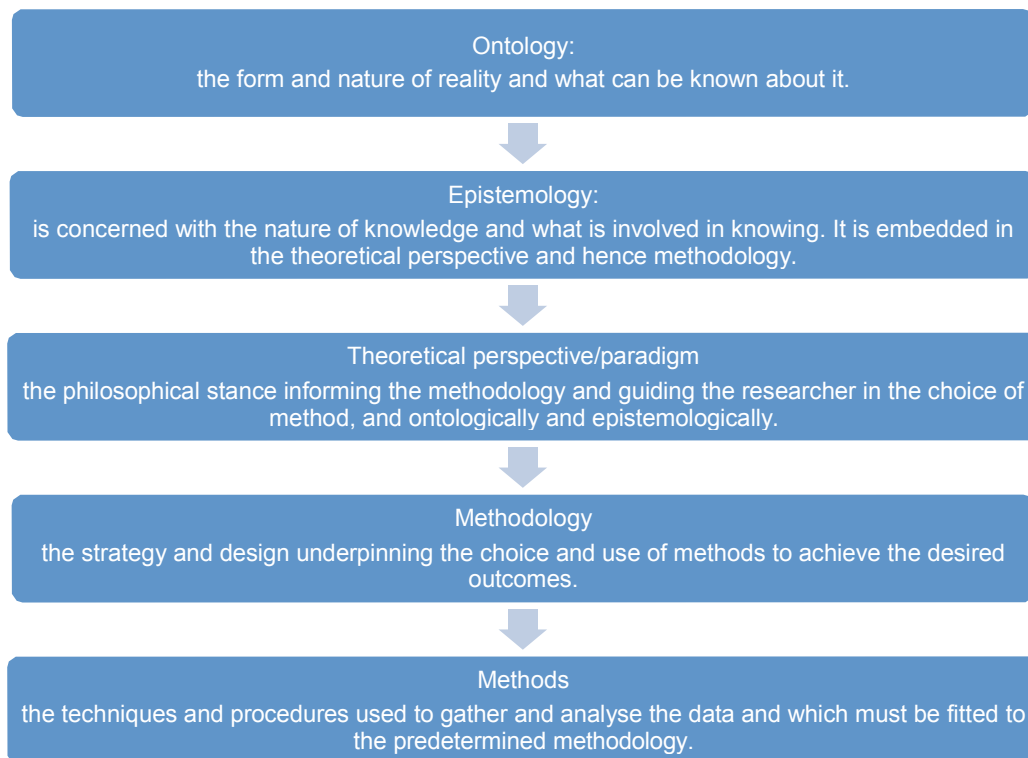 Ontology:
the form and nature of reality and what can be known about it.
Epistemology:
is concerned with the nature of knowledge and what is involved in knowing. It is embedded in
the theoretical perspective and hence methodology.
Theoretical perspective/paradigm
the philosophical stance informing the methodology and guiding the researcher in the choice of
method, and ontologically and epistemologically.
Methodology
the strategy and design underpinning the choice and use of methods to achieve the desired
outcomes.
Methods
the techniques and procedures used to gather and analyse the data and which must be fitted to
the predetermined methodology.